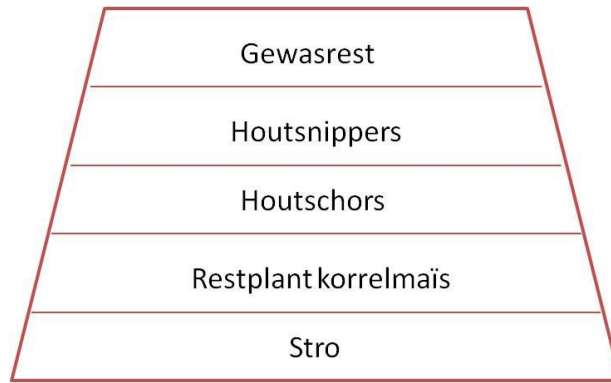 Gewasrest
Houtsnippers
Houtschors
Restplant korrelmaïs
Stro